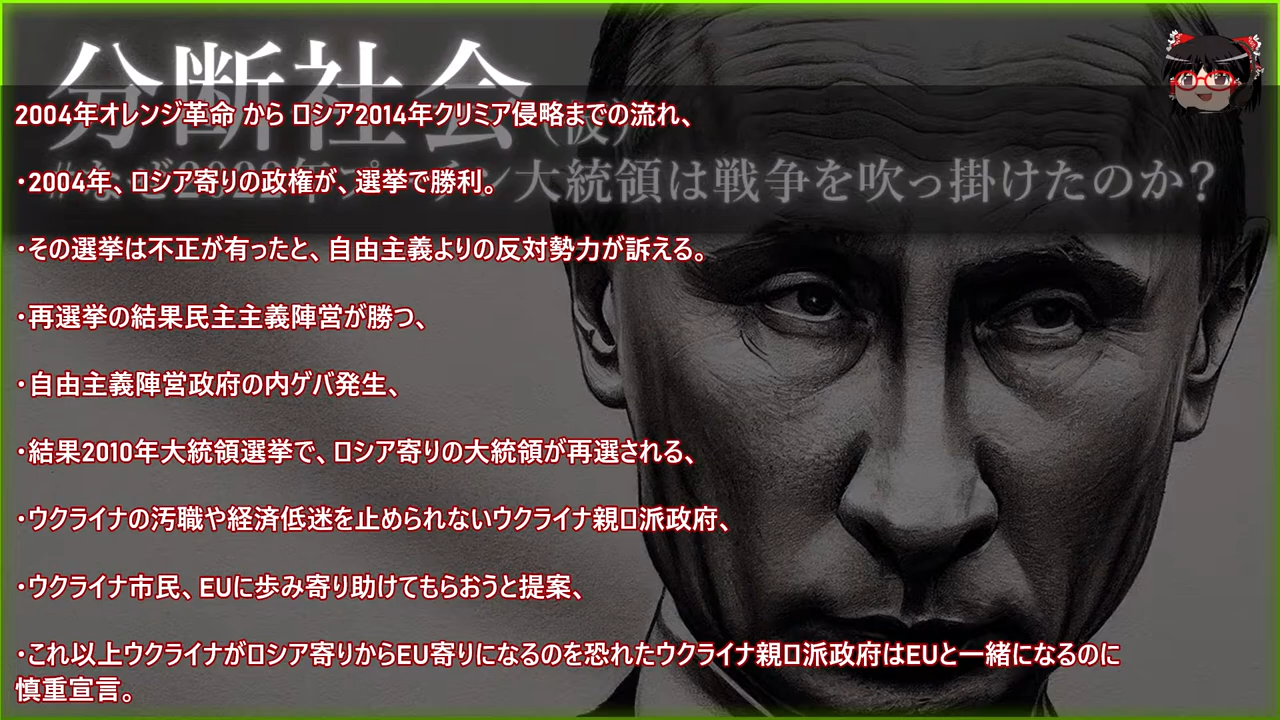 分断社会(仮)
2004年オレンジ革命 から ロシア2014年クリミア侵略までの流れ、
#なぜ2022年プーチン大統領は戦争を吹っ掛けたのか?
・2004年、ロシア寄りの政権が、選挙で勝利。
・その選挙は不正が有ったと、自由主義よりの反対勢力が訴える。
・再選挙の結果民主主義陣営が勝つ、
・自由主義陣営政府の内ゲバ発生、
・結果2010年大統領選挙で、ロシア寄りの大統領が再選される、
・ウクライナの汚職や経済低迷を止められないウクライナ親ロ派政府、
・ウクライナ市民、EUに歩み寄り助けてもらおうと提案、
・これ以上ウクライナがロシア寄りからEU寄りになるのを恐れたウクライナ親ロ派政府はEUと一緒になるのに
慎重宣言。